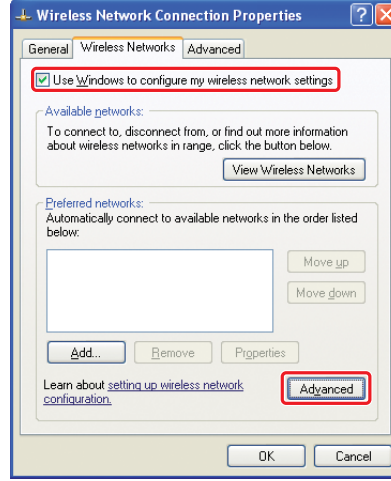 Wireless Network Connection Properties
General Wireless Networks Advanced
Use Windows to configure my wireless network settings
Available networks:
To connect to, disconnect from, or find out more information
about wireless networks in range, click the button below.
View Wireless Networks
Preferred networks:
Automatically connect to available networks in the order listed
below:
Move up
Move down
Add... Remove Properties
Learn about setting up wireless network
configuration.
Advanced
OK Cancel